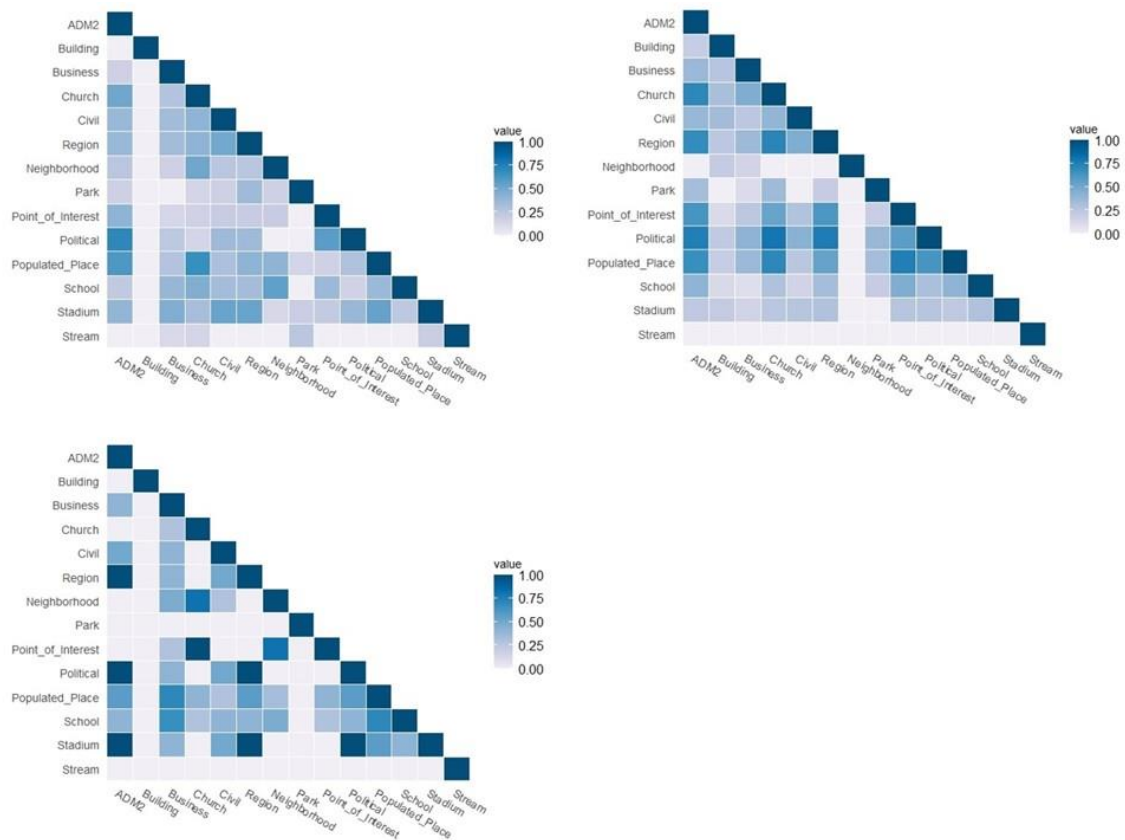 ADM2
Building
Business
Church
Civil
Region
Neighborhood
Park
Point_of_Interest
Political
Populated_Place
School
Stadium
Stream
ADM2
Building
Business
Church
Civil
Region
Neighborhood
Park
Point_of_Interest
Political
Populated_Place
School
Stadium
Stream
value
1.00
0.75
0.50
0.25
0.00
ADM2
Building
Business
Church
Civil
Region
Neighborhood
Park
Point_of_Interest
Political
Populated_Place
School
Stadium
Stream
ADM2
Building
Business
Church
Civil
Region
Neighborhood
Park
Point_of_Interest
Political
Populated_Place
School
Stadium
Stream
value
1.00
0.75
0.50
0.25
0.00
ADM2
Building
Business
Church
Civil
Region
Neighborhood
Park
Point_of_Interest
Political
Populated_Place
School
Stadium
Stream
ADM2
Building
Business
Church
Civil
Region
Neighborhood
Park
Point_of_Interest
Political
Populated_Place
School
Stadium
Stream
value
1.00
0.75
0.50
0.25
0.00